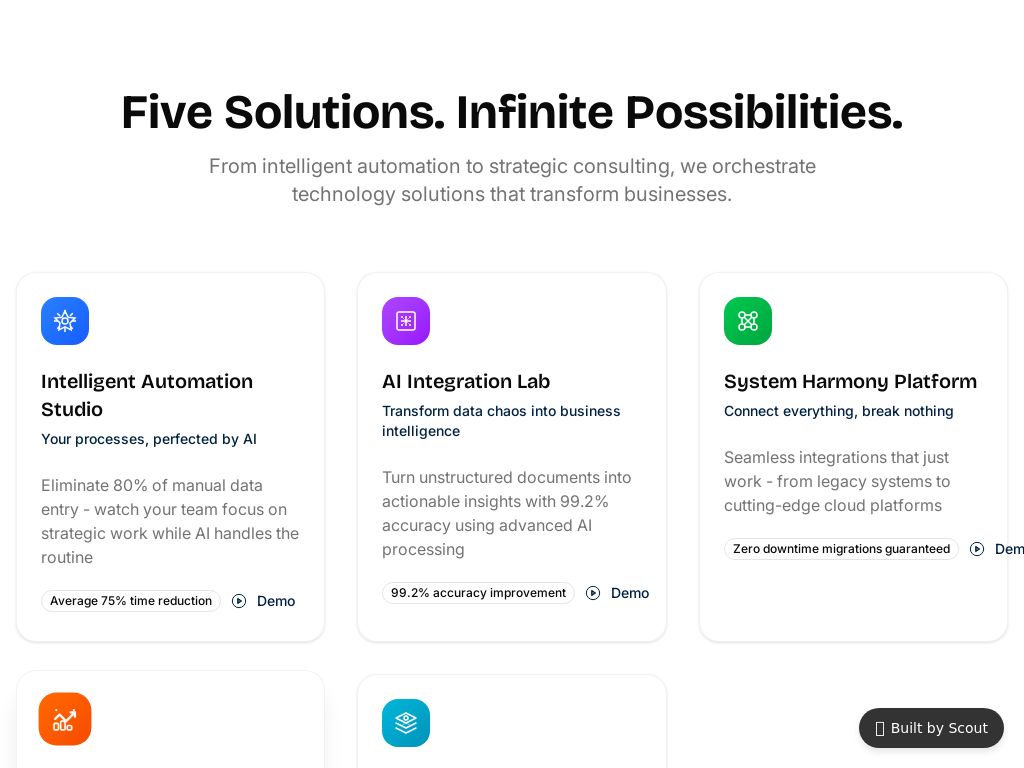 Five Solutions. Infinite Possibilities.
From intelligent automation to strategic consulting, we orchestrate
technology solutions that transform businesses.
Intelligent Automation
Studio
Your processes, perfected by AI
Eliminate 80% of manual data
entry - watch your team focus on
strategic work while AI handles the
routine
Average 75% time reduction
Demo
AI Integration Lab
Transform data chaos into business
intelligence
Turn unstructured documents into
actionable insights with 99.2%
accuracy using advanced AI
processing
99.2% accuracy improvement
Demo
System Harmony Platform
Connect everything, break nothing
Seamless integrations that just
work - from legacy systems to
cutting-edge cloud platforms
Zero downtime migrations guaranteed
Dem
Built by Scout